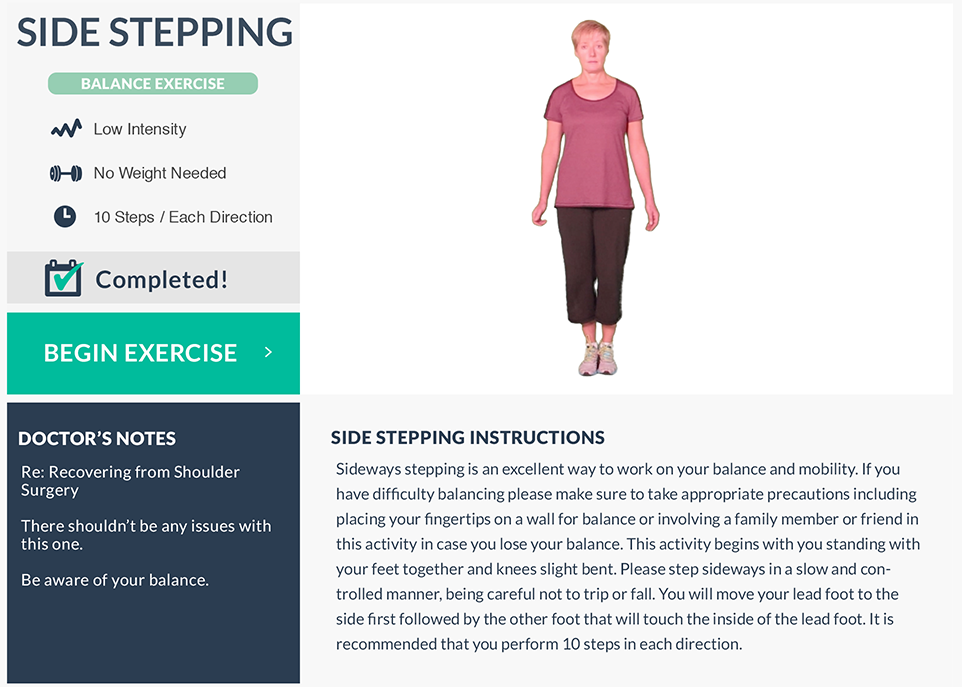 SIDE STEPPING
BALANCE EXERCISE
Low Intensity
No Weight Needed
10 Steps / Each Direction
Completed!
BEGIN EXERCISE >
DOCTOR’S NOTES
Re: Recovering from Shoulder
Surgery
There shouldn’t be any issues with
this one.
Be aware of your balance.
SIDE STEPPING INSTRUCTIONS
Sideways stepping is an excellent way to work on your balance and mobility. If you
have difficulty balancing please make sure to take appropriate precautions including
placing your fingertips on a wall for balance or involving a family member or friend in
this activity in case you lose your balance. This activity begins with you standing with
your feet together and knees slight bent. Please step sideways in a slow and con-
trolled manner, being careful not to trip or fall. You will move your lead foot to the
side first followed by the other foot that will touch the inside of the lead foot. It is
recommended that you perform 10 steps in each direction.